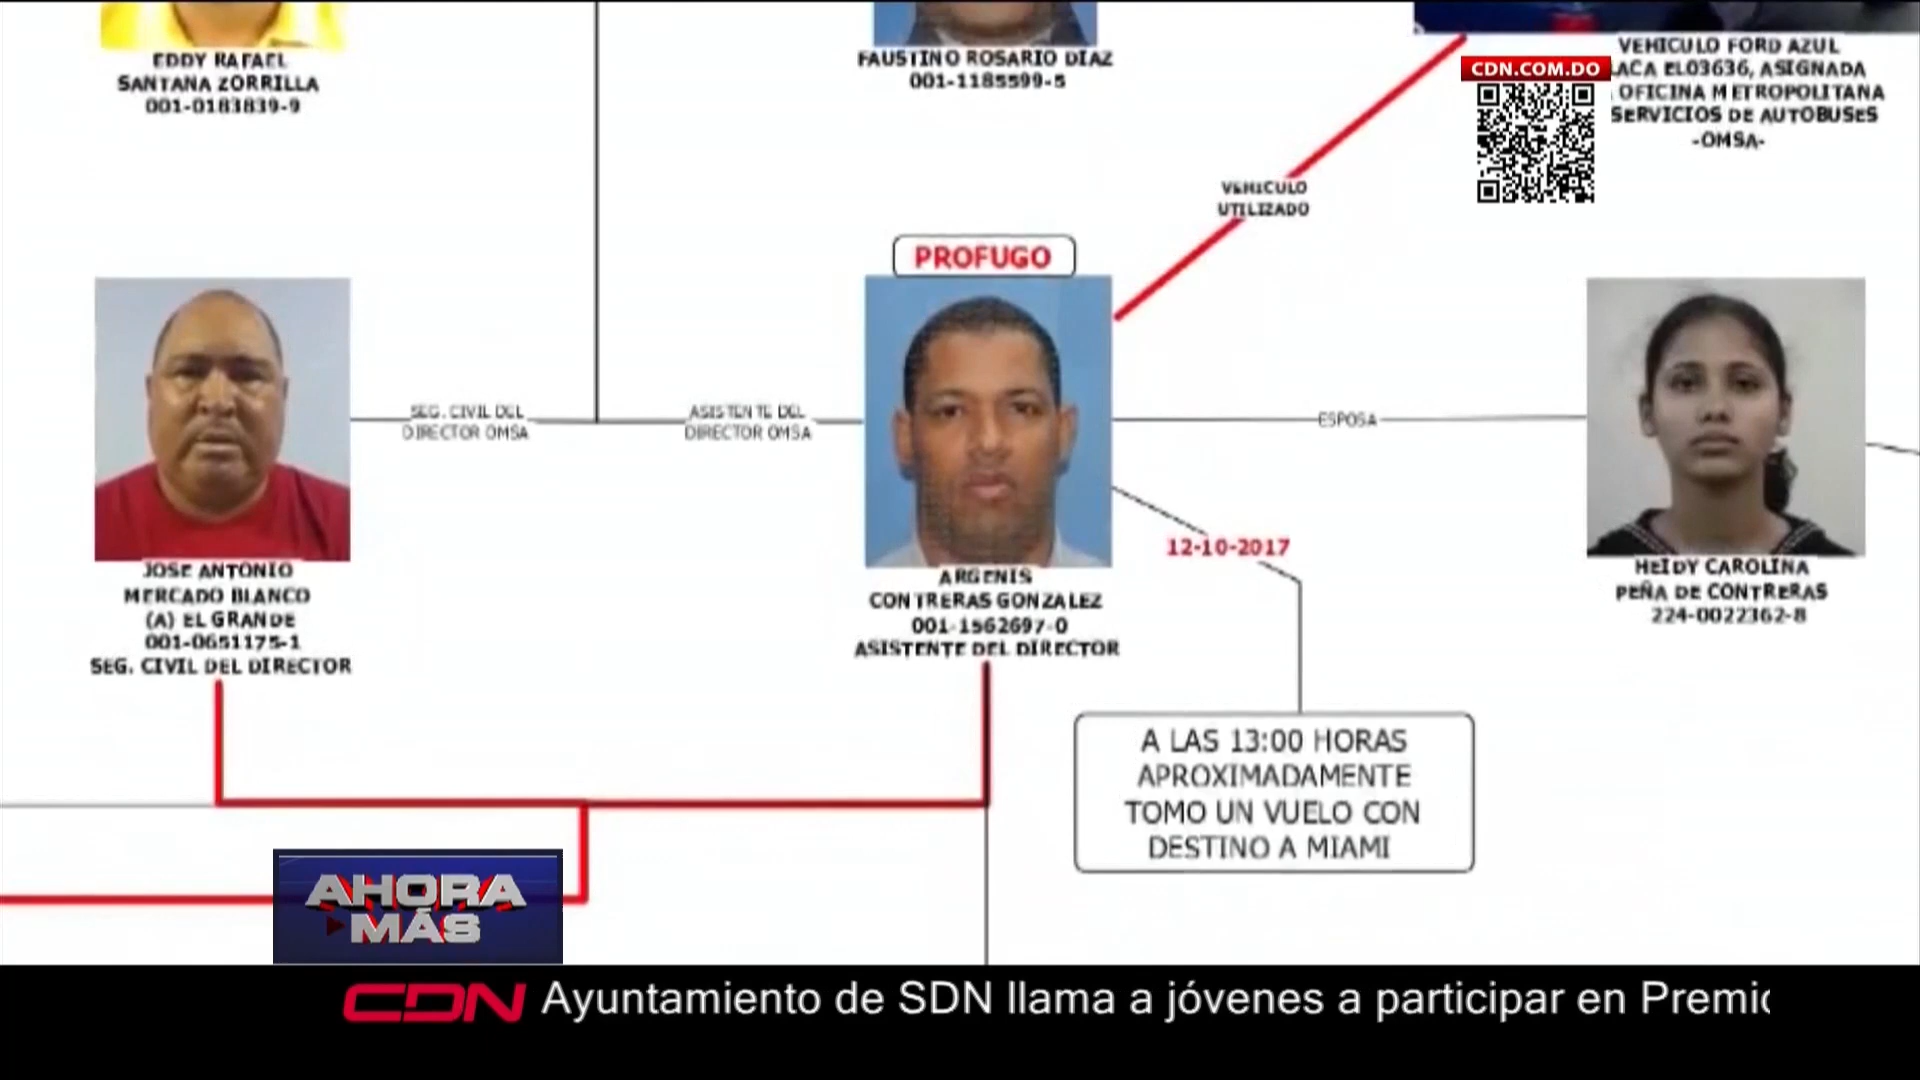 EDDY RAFAEL
SANTANA ZORRILLA
001-0183839-9
FAUSTINO ROSARIO DIAZ
001-1185599-5
VEHICULO FORD AZUL
LACA EL03636, ASIGNADA
OFICINA METROPOLITANA
SERVICIOS DE AUTOBUSES
-OMSA-
CDN.COM.DO
VEHICULO
UTILIZADO
PROFUGO
SEG. CIVIL DEL
DIRECTOR OMSA
ASISTENTE DEL
DIRECTOR OMSA
ESPOSA
12-10-2017
JOSE ANTONIO
MERCADO BLANCO
(A) EL GRANDE
001-0651175-1
SEG. CIVIL DEL DIRECTOR
ARGENIS
CONTRERAS GONZALEZ
001-1562697-0
ASISTENTE DEL DIRECTOR
HEIDY CAROLINA
PEÑA DE CONTRERAS
224-0022362-8
A LAS 13:00 HORAS
APROXIMADAMENTE
TOMO UN VUELO CON
DESTINO A MIAMI
AHORA
MÁS
CDN Ayuntamiento de SDN llama a jóvenes a participar en Premio